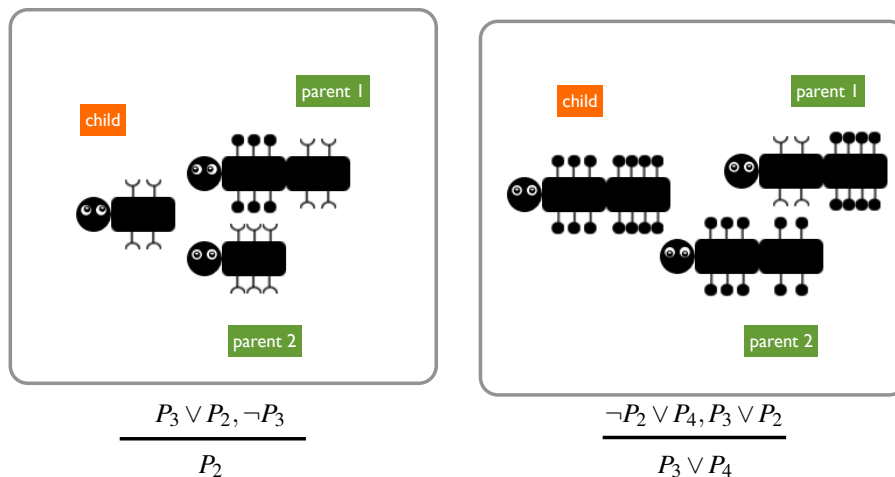 parent 1
child
parent 2
P₃ ∨ P₂, ¬P₃
P₂
parent 1
child
parent 2
¬P₂ ∨ P₄, P₃ ∨ P₂
P₃ ∨ P₄